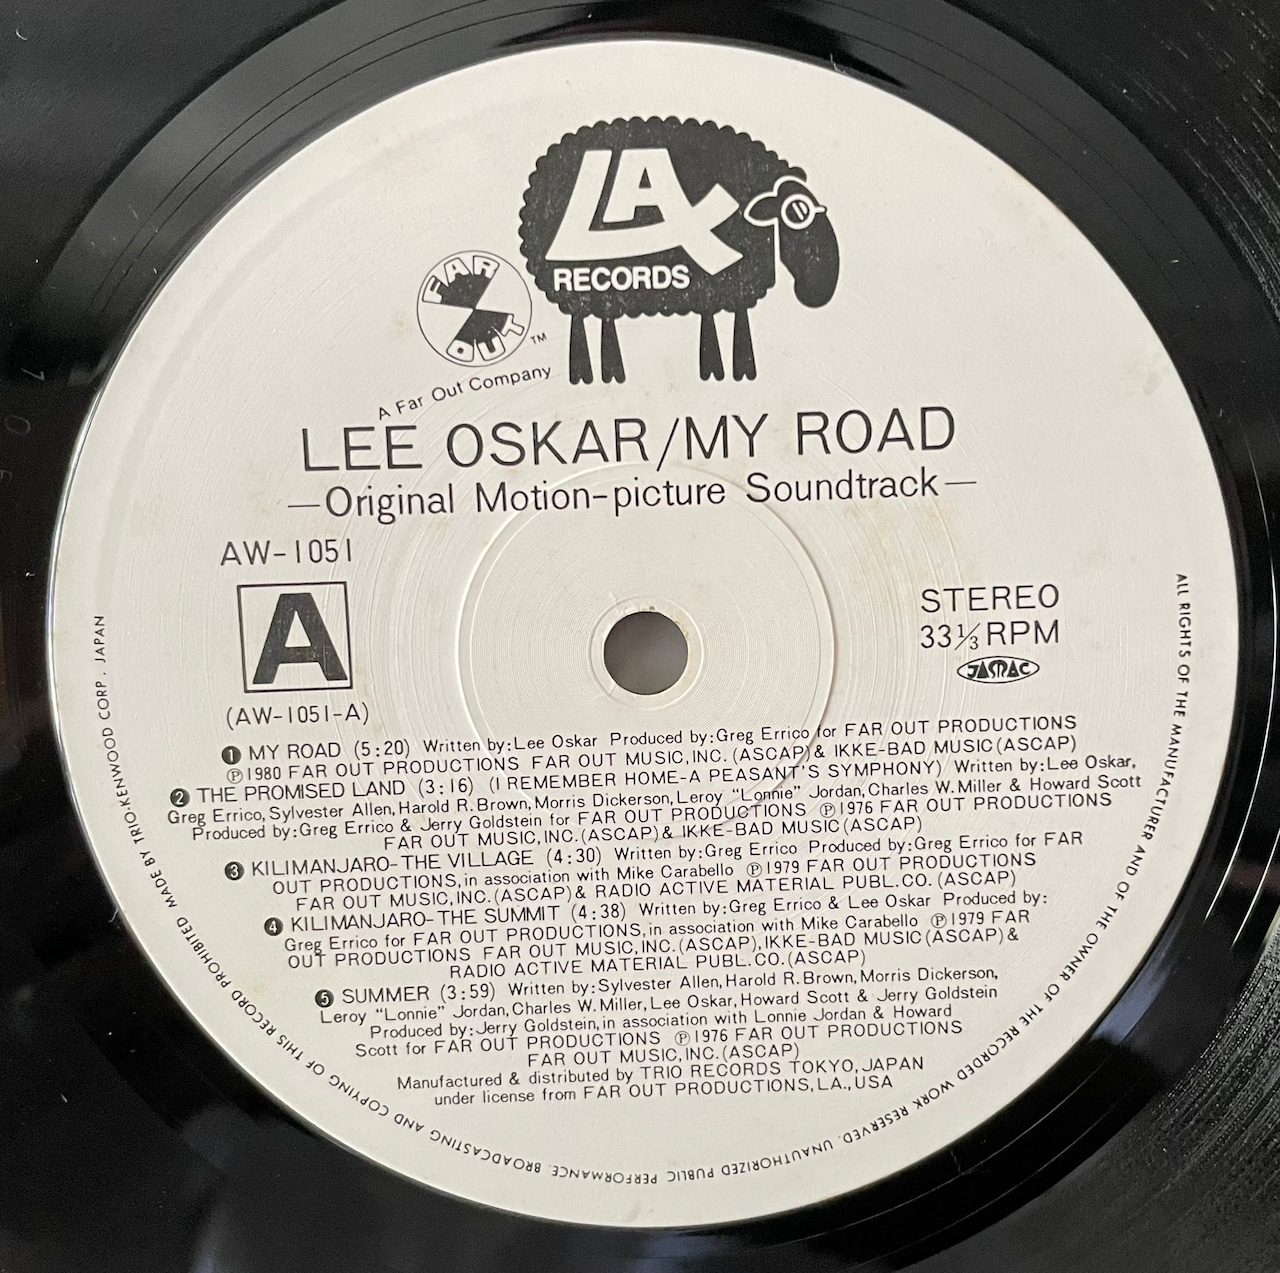 LAX
RECORDS
FAR
OUT
™
A Far Out Company
LEE OSKAR/MY ROAD
—Original Motion-picture Soundtrack—
AW-1051
A
(AW-1051-A)
STEREO
33⅓RPM
JASRAC
❶ MY ROAD (5:20) Written by:Lee Oskar Produced by:Greg Errico for FAR OUT PRODUCTIONS
Ⓟ1980 FAR OUT PRODUCTIONS FAR OUT MUSIC,INC.(ASCAP)& IKKE-BAD MUSIC(ASCAP)
❷ THE PROMISED LAND (3:16) (I REMEMBER HOME-A PEASANT'S SYMPHONY) Written by:Lee Oskar,
Greg Errico, Sylvester Allen, Harold R. Brown, Morris Dickerson, Leroy "Lonnie" Jordan, Charles W. Miller & Howard Scott
Produced by:Greg Errico & Jerry Goldstein for FAR OUT PRODUCTIONS Ⓟ1976 FAR OUT PRODUCTIONS
FAR OUT MUSIC,INC.(ASCAP)& IKKE-BAD MUSIC(ASCAP)
❸ KILIMANJARO-THE VILLAGE (4:30) Written by:Greg Errico Produced by:Greg Errico for FAR
OUT PRODUCTIONS, in association with Mike Carabello Ⓟ1979 FAR OUT PRODUCTIONS
FAR OUT MUSIC,INC.(ASCAP)& RADIO ACTIVE MATERIAL PUBL.CO.(ASCAP)
❹ KILIMANJARO-THE SUMMIT (4:38) Written by:Greg Errico & Lee Oskar Produced by:
Greg Errico for FAR OUT PRODUCTIONS, in association with Mike Carabello Ⓟ1979 FAR
OUT PRODUCTIONS FAR OUT MUSIC,INC.(ASCAP),IKKE-BAD MUSIC(ASCAP)&
RADIO ACTIVE MATERIAL PUBL.CO.(ASCAP)
❺ SUMMER (3:59) Written by:Sylvester Allen, Harold R. Brown, Morris Dickerson,
Leroy "Lonnie" Jordan, Charles W. Miller, Lee Oskar, Howard Scott & Jerry Goldstein
Produced by:Jerry Goldstein, in association with Lonnie Jordan & Howard
Scott for FAR OUT PRODUCTIONS Ⓟ1976 FAR OUT PRODUCTIONS
FAR OUT MUSIC,INC.(ASCAP)
Manufactured & distributed by TRIO RECORDS TOKYO, JAPAN
under license from FAR OUT PRODUCTIONS, LA., USA
ALL RIGHTS OF THE MANUFACTURER AND OF THE OWNER OF THE RECORDED WORK RESERVED. UNAUTHORIZED PUBLIC PERFORMANCE. BROADCASTING AND COPYING OF THIS RECORD PROHIBITED MADE BY TRIO-KENWOOD CORP. JAPAN